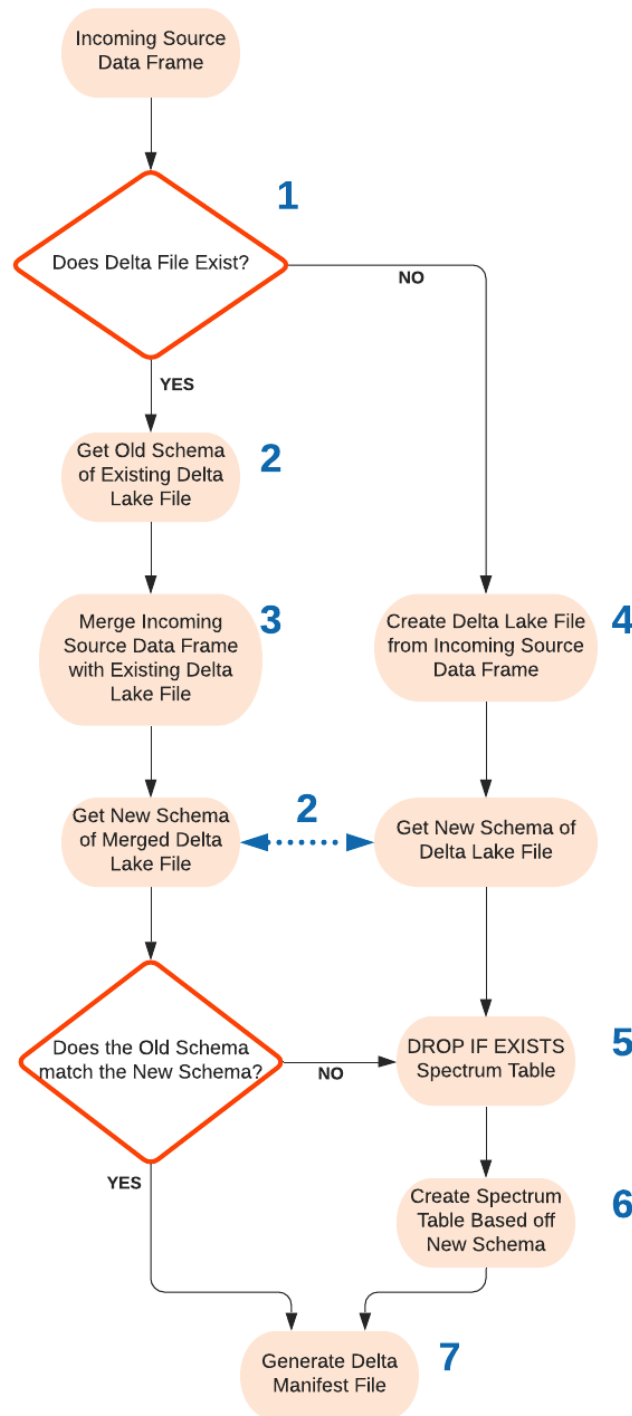 Incoming Source
Data Frame
1
Does Delta File Exist?
NO
YES
Get Old Schema
of Existing Delta
Lake File
2
Merge Incoming
Source Data Frame
with Existing Delta
Lake File
3
Create Delta Lake File
from Incoming Source
Data Frame
4
Get New Schema
of Merged Delta
Lake File
2
Get New Schema of
Delta Lake File
Does the Old Schema
match the New Schema?
NO
DROP IF EXISTS
Spectrum Table
5
YES
Create Spectrum
Table Based off
New Schema
6
Generate Delta
Manifest File
7